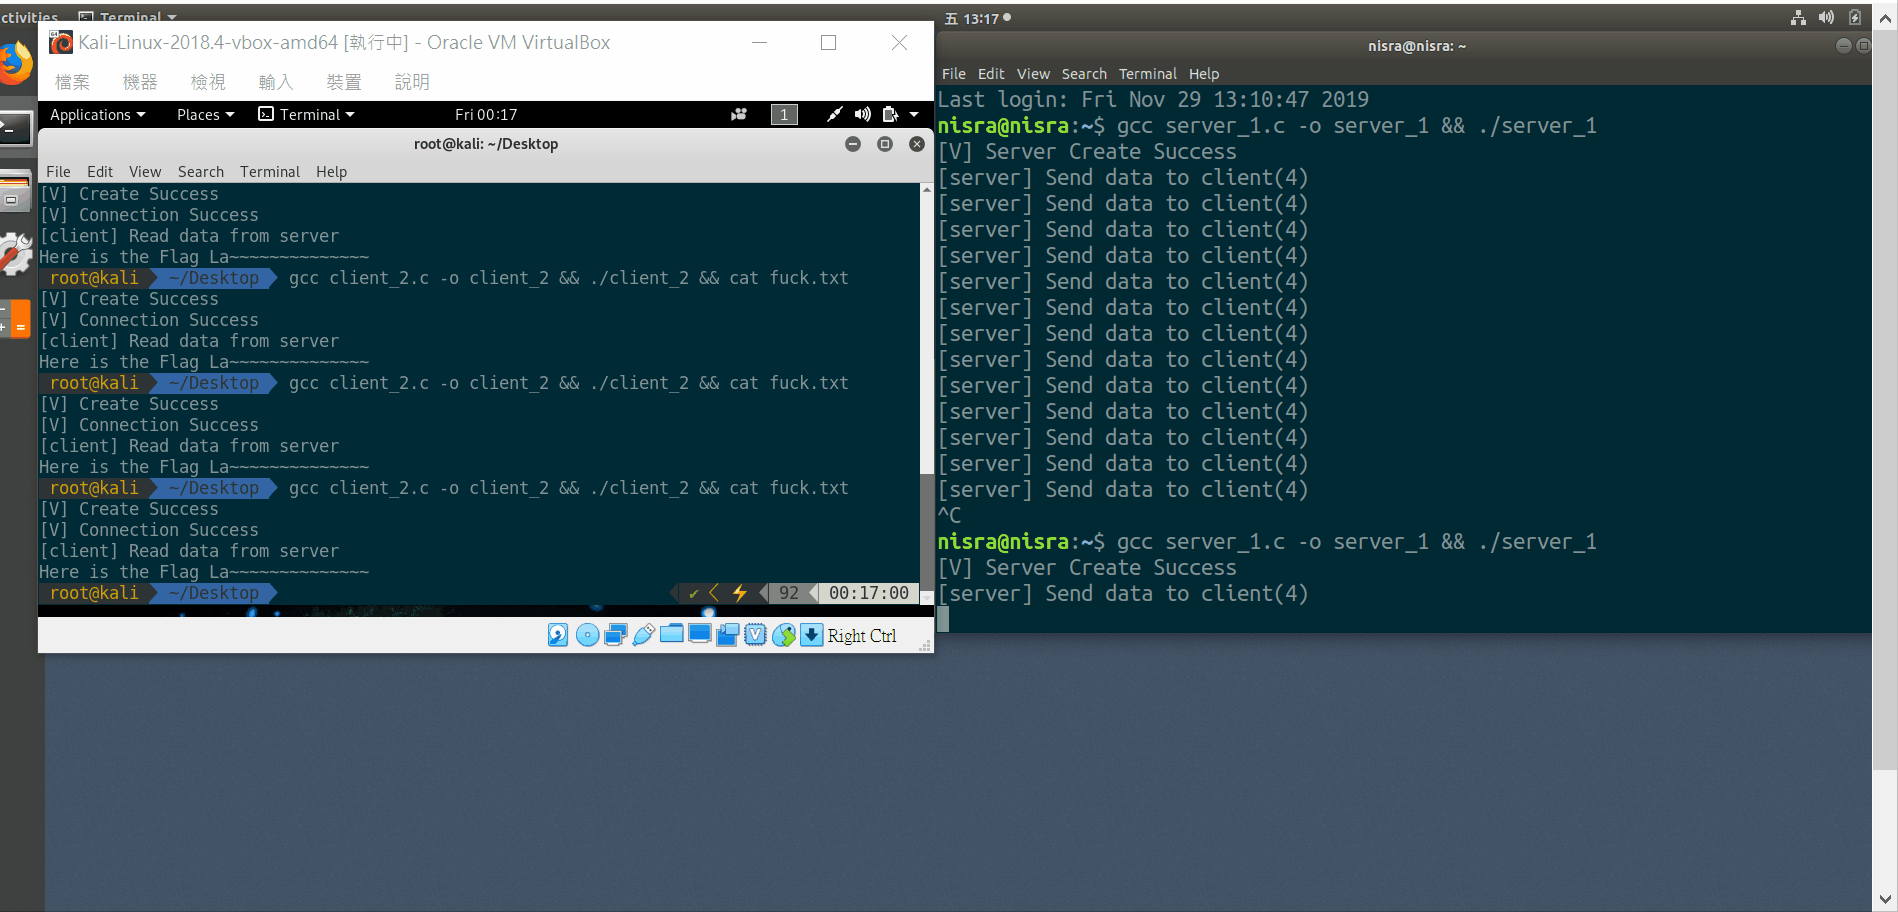 ctivities Terminal
五 13:17
Kali-Linux-2018.4-vbox-amd64 [執行中] - Oracle VM VirtualBox
檔案 機器 檢視 輸入 裝置 說明
Applications Places Terminal Fri 00:17 1
root@kali: ~/Desktop
File Edit View Search Terminal Help
[V] Create Success
[V] Connection Success
[client] Read data from server
Here is the Flag La~~~~~~~~~~~~~~
root@kali ~/Desktop gcc client_2.c -o client_2 && ./client_2 && cat fuck.txt
[V] Create Success
[V] Connection Success
[client] Read data from server
Here is the Flag La~~~~~~~~~~~~~~
root@kali ~/Desktop gcc client_2.c -o client_2 && ./client_2 && cat fuck.txt
[V] Create Success
[V] Connection Success
[client] Read data from server
Here is the Flag La~~~~~~~~~~~~~~
root@kali ~/Desktop gcc client_2.c -o client_2 && ./client_2 && cat fuck.txt
[V] Create Success
[V] Connection Success
[client] Read data from server
Here is the Flag La~~~~~~~~~~~~~~
root@kali ~/Desktop ✔ ⚡ 92 00:17:00
Right Ctrl
nisra@nisra: ~
File Edit View Search Terminal Help
Last login: Fri Nov 29 13:10:47 2019
nisra@nisra:~$ gcc server_1.c -o server_1 && ./server_1
[V] Server Create Success
[server] Send data to client(4)
[server] Send data to client(4)
[server] Send data to client(4)
[server] Send data to client(4)
[server] Send data to client(4)
[server] Send data to client(4)
[server] Send data to client(4)
[server] Send data to client(4)
[server] Send data to client(4)
[server] Send data to client(4)
[server] Send data to client(4)
[server] Send data to client(4)
[server] Send data to client(4)
^C
nisra@nisra:~$ gcc server_1.c -o server_1 && ./server_1
[V] Server Create Success
[server] Send data to client(4)